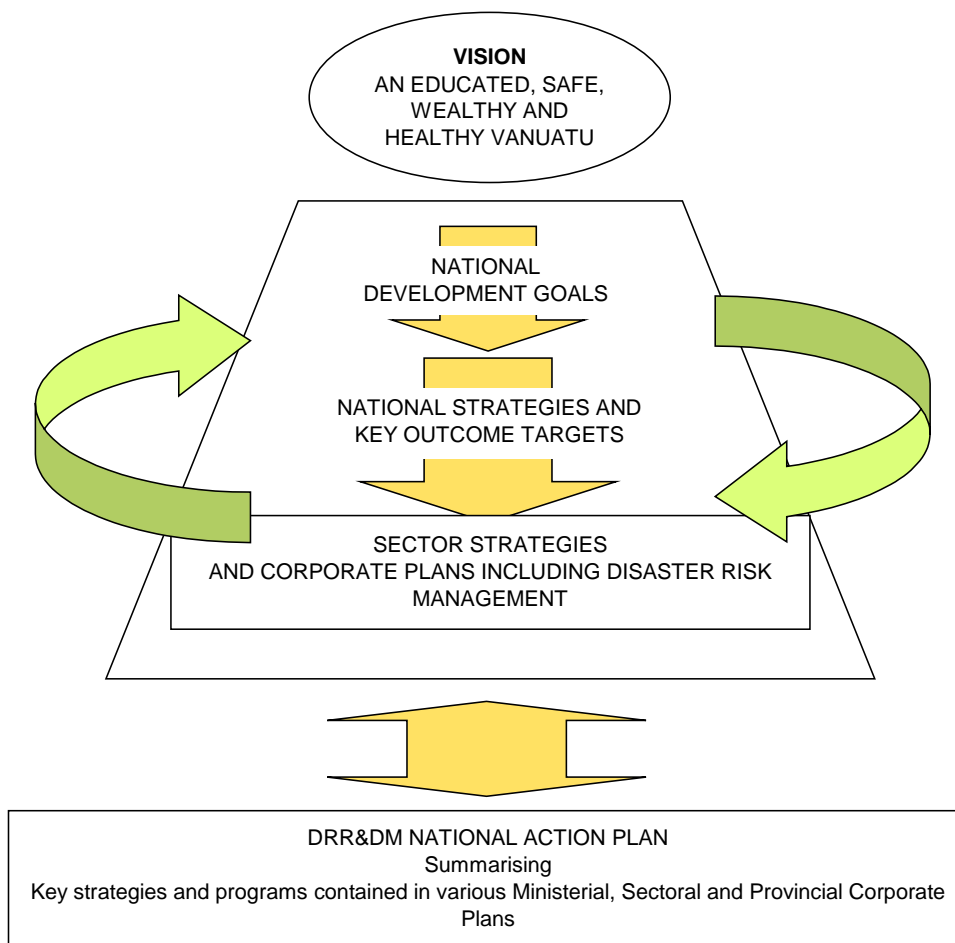 VISION
AN EDUCATED, SAFE,
WEALTHY AND
HEALTHY VANUATU
NATIONAL
DEVELOPMENT GOALS
NATIONAL STRATEGIES AND
KEY OUTCOME TARGETS
SECTOR STRATEGIES
AND CORPORATE PLANS INCLUDING DISASTER RISK
MANAGEMENT
DRR&DM NATIONAL ACTION PLAN
Summarising
Key strategies and programs contained in various Ministerial, Sectoral and Provincial Corporate
Plans